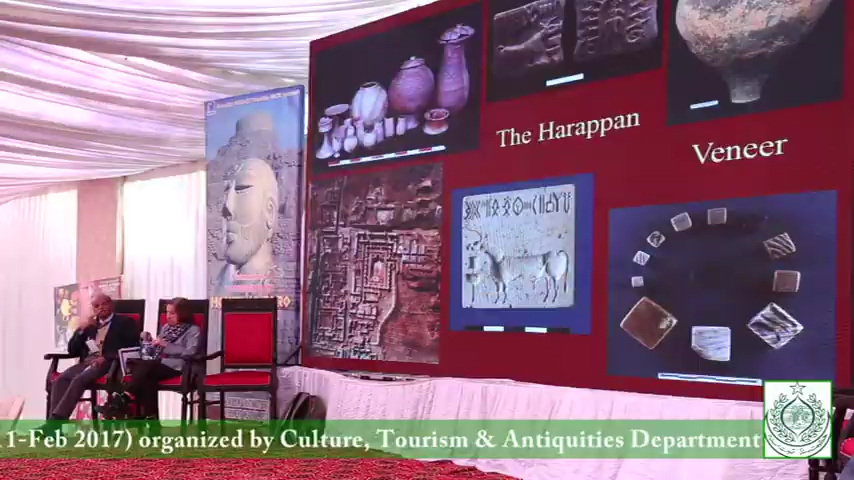 The Harappan
Veneer
1-Feb 2017) organized by Culture, Tourism & Antiquities Department